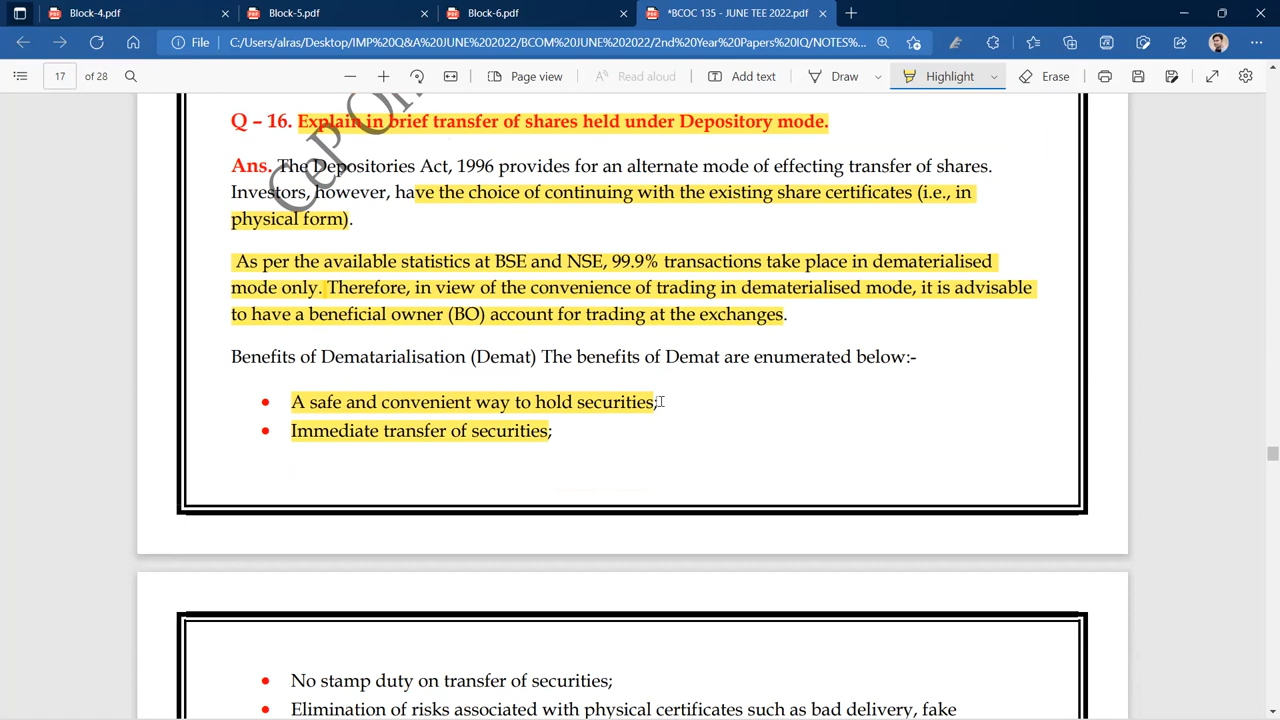 Block-4.pdf
Block-5.pdf
Block-6.pdf
*BCOC 135 - JUNE TEE 2022.pdf
File
C:/Users/alras/Desktop/IMP%20Q&A%20JUNE%202022/BCOM%20JUNE%202022/2nd%20Year%20Papers%20IQ/NOTES%...
17 of 28
Page view
Read aloud
Add text
Draw
Highlight
Erase
Q – 16. Explain in brief transfer of shares held under Depository mode.
Ans. The Depositories Act, 1996 provides for an alternate mode of effecting transfer of shares.
Investors, however, have the choice of continuing with the existing share certificates (i.e., in
physical form).
As per the available statistics at BSE and NSE, 99.9% transactions take place in dematerialised
mode only. Therefore, in view of the convenience of trading in dematerialised mode, it is advisable
to have a beneficial owner (BO) account for trading at the exchanges.
Benefits of Dematarialisation (Demat) The benefits of Demat are enumerated below:-
• A safe and convenient way to hold securities;
• Immediate transfer of securities;
• No stamp duty on transfer of securities;
• Elimination of risks associated with physical certificates such as bad delivery, fake